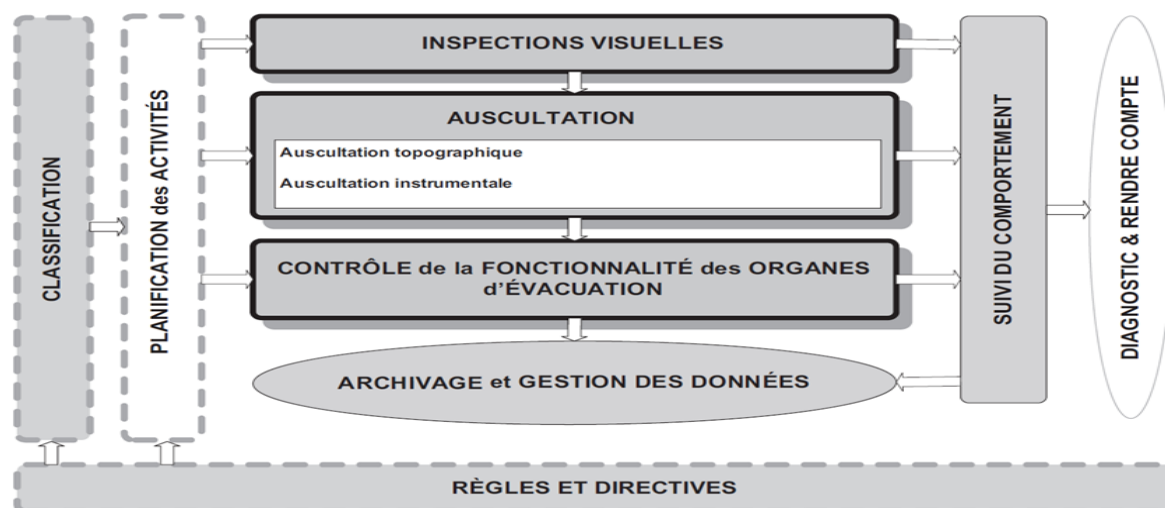 CLASSIFICATION
PLANIFICATION des ACTIVITÉS
INSPECTIONS VISUELLES
AUSCULTATION
Auscultation topographique
Auscultation instrumentale
CONTRÔLE de la FONCTIONNALITÉ des ORGANES
d’ÉVACUATION
ARCHIVAGE et GESTION DES DONNÉES
SUIVI DU COMPORTEMENT
DIAGNOSTIC & RENDRE COMPTE
RÈGLES ET DIRECTIVES